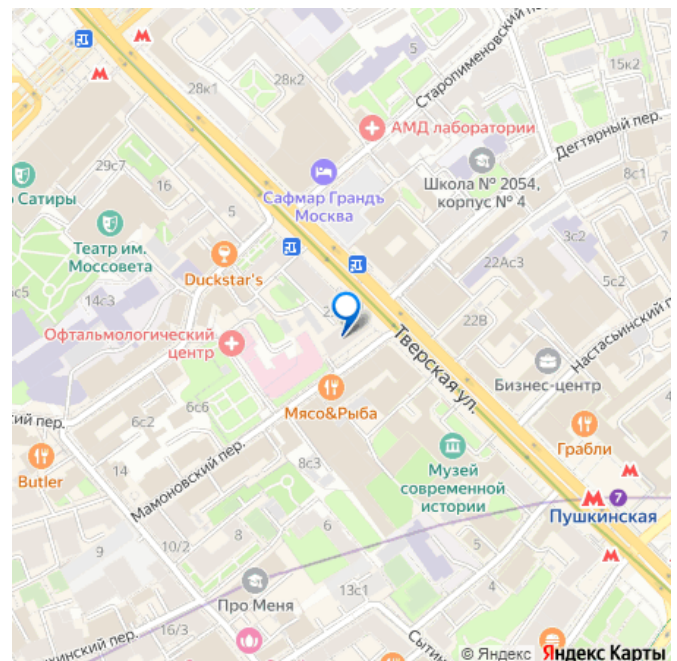 М
М
28к1
28к2
5
Старопименовский пер.
15к2
АМД лаборатории
Дегтярный пер.
29с7
16
Сатиры
5
Сафмар Грандъ
Москва
Школа № 2054,
корпус № 4
8с1
Театр им.
Моссовета
Duckstar's
3с2
22Ас3
5с2
14с3
Офтальмологический
центр
22В
Настасьинский
Тверская ул.
Бизнес-центр
4
6с2
6с6
Мясо&Рыба
Грабли
Butler
14
Мамоновский пер.
8с3
Музей
современной
истории
М
М 7
Пушкинская
6
4
9
10/2
8
М
Про Меня
13с1
16/3
пер.
© Яндекс Яндекс Карты